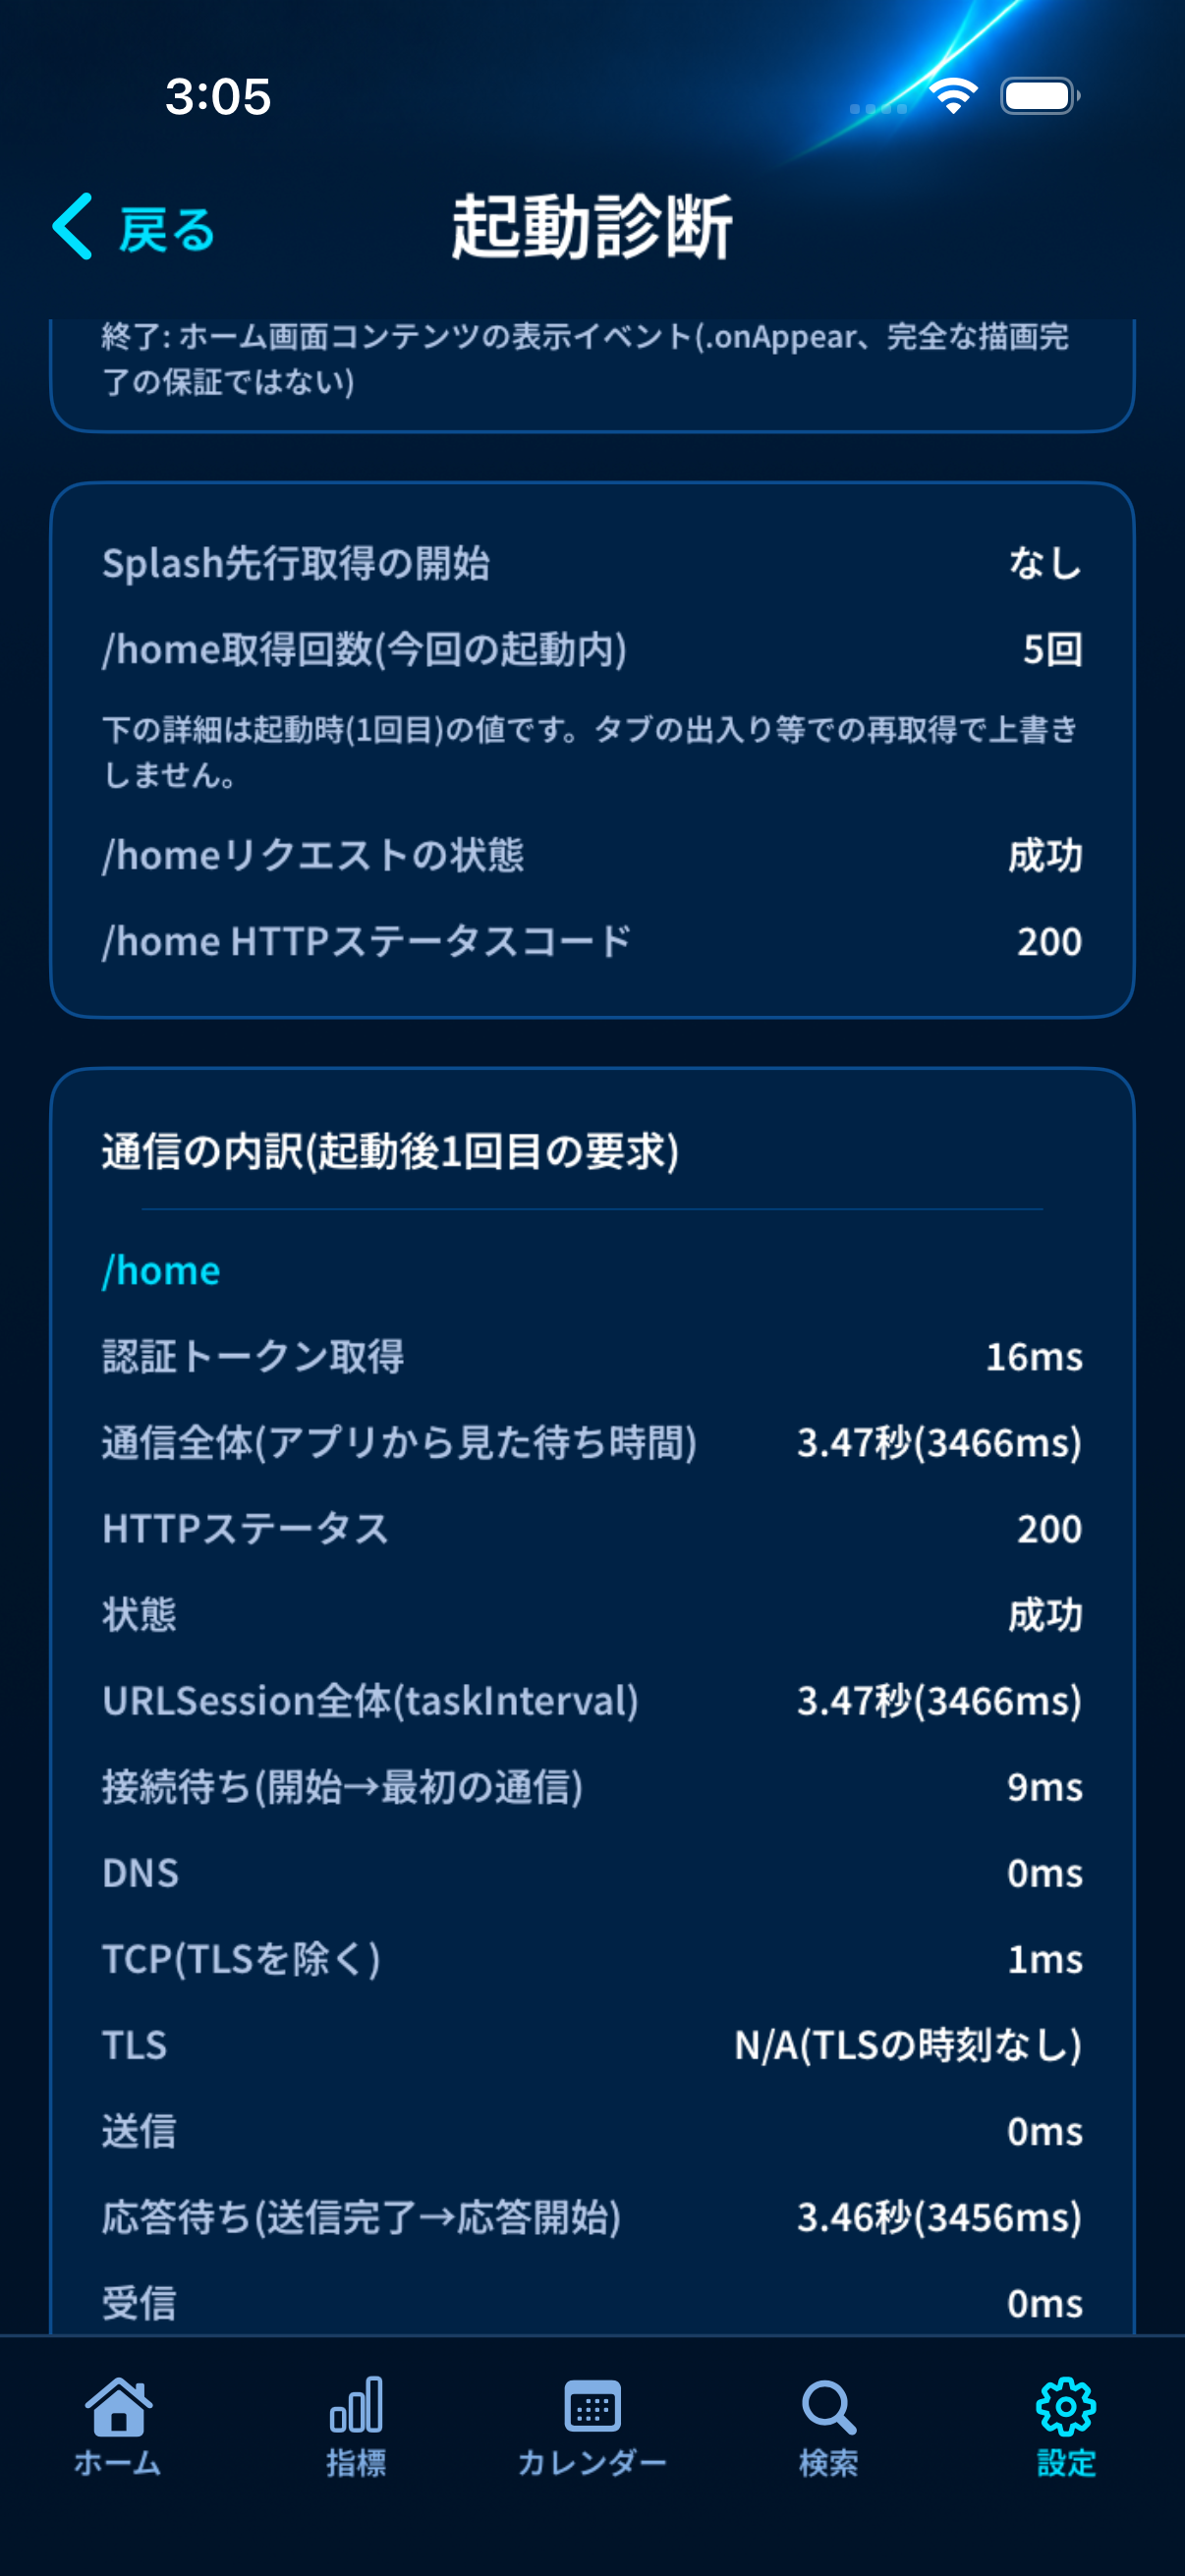 3:05
戻る
起動診断
終了: ホーム画面コンテンツの表示イベント(.onAppear、完全な描画完
了の保証ではない)
Splash先行取得の開始 なし
/home取得回数(今回の起動内) 5回
下の詳細は起動時(1回目)の値です。タブの出入り等での再取得で上書き
しません。
/homeリクエストの状態 成功
/home HTTPステータスコード 200
通信の内訳(起動後1回目の要求)
/home
認証トークン取得 16ms
通信全体(アプリから見た待ち時間) 3.47秒(3466ms)
HTTPステータス 200
状態 成功
URLSession全体(taskInterval) 3.47秒(3466ms)
接続待ち(開始→最初の通信) 9ms
DNS 0ms
TCP(TLSを除く) 1ms
TLS N/A(TLSの時刻なし)
送信 0ms
応答待ち(送信完了→応答開始) 3.46秒(3456ms)
受信 0ms
ホーム 指標 カレンダー 検索 設定